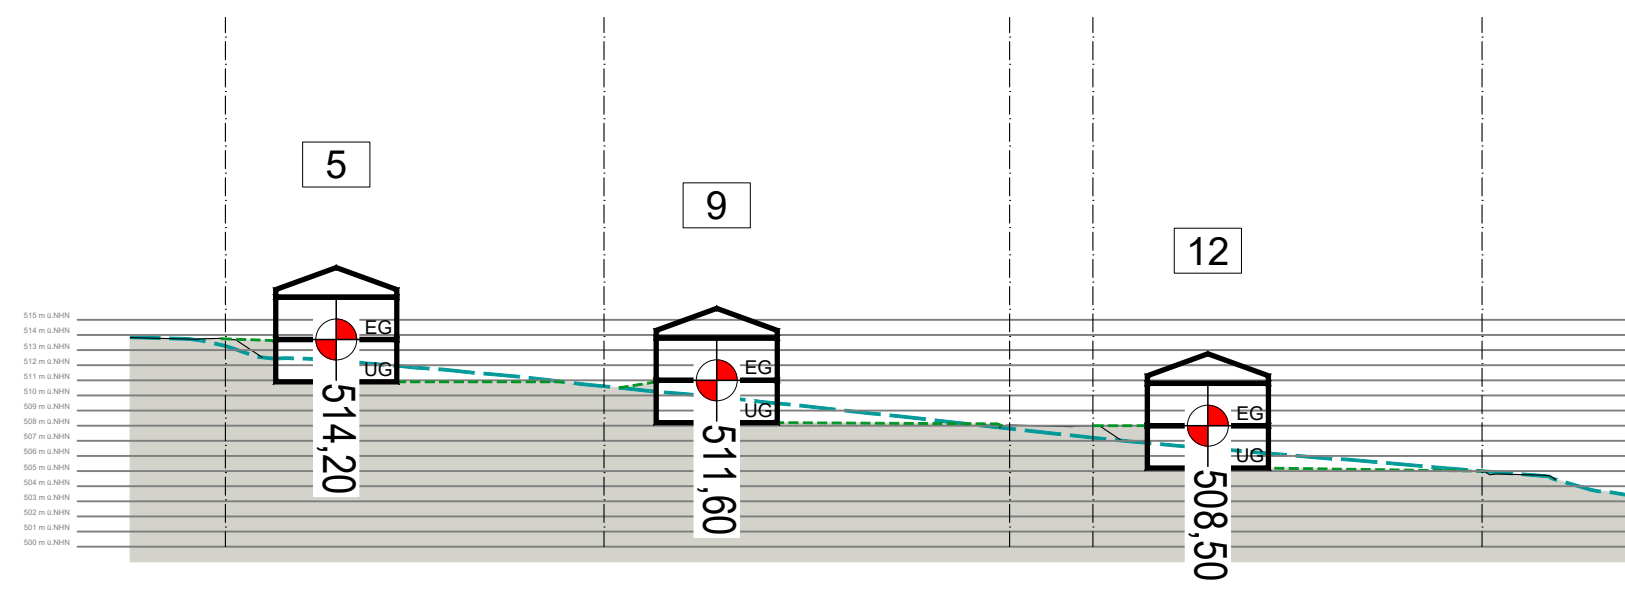 5
9
12
515 m ü.NHN
514 m ü.NHN
513 m ü.NHN
512 m ü.NHN
511 m ü.NHN
510 m ü.NHN
509 m ü.NHN
508 m ü.NHN
507 m ü.NHN
506 m ü.NHN
505 m ü.NHN
504 m ü.NHN
503 m ü.NHN
502 m ü.NHN
501 m ü.NHN
500 m ü.NHN
EG
UG
514,20
EG
UG
511,60
EG
UG
508,50